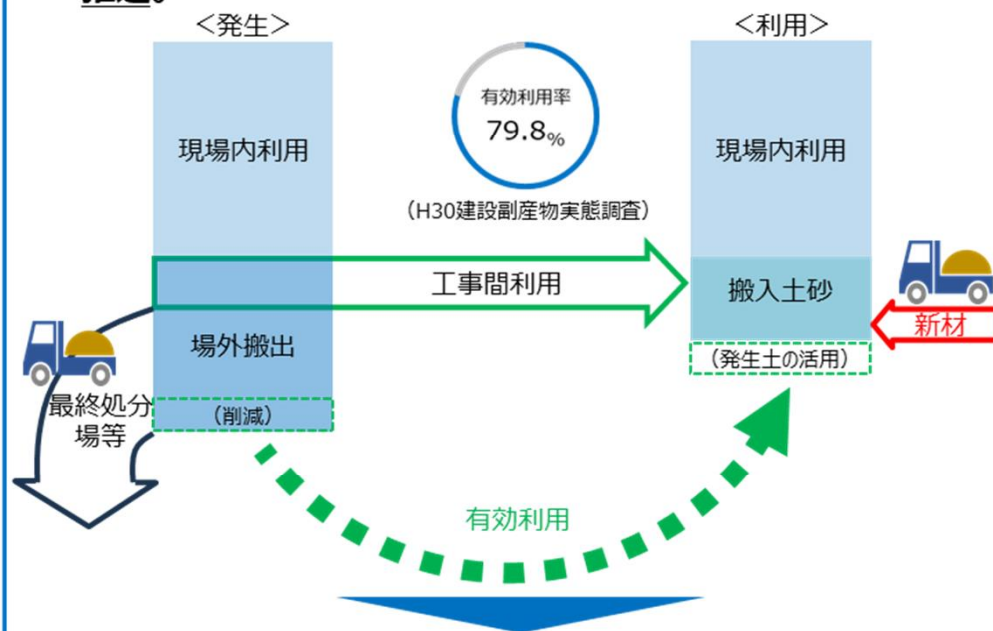 推進。
＜発生＞
＜利用＞
現場内利用
有効利用率
79.8%
(H30建設副産物実態調査)
現場内利用
工事間利用
搬入土砂
新材
場外搬出
(発生土の活用)
最終処分
場等
(削減)
有効利用